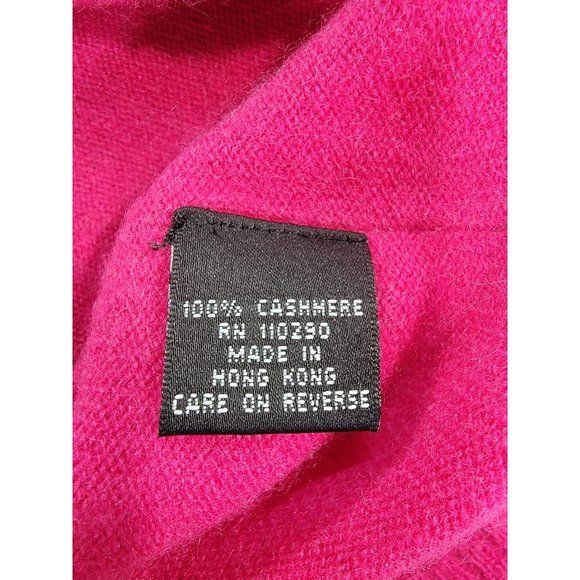 100% CASHMERE
RN 110290
MADE IN
HONG KONG
CARE ON REVERSE